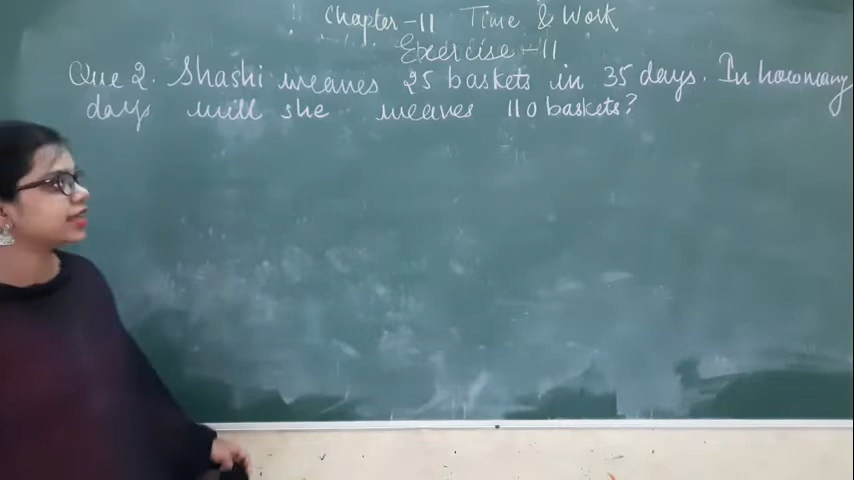 Chapter-11 Time & Work
Exercise-11
Que 2. Shashi weaves 25 baskets in 35 days. In how many
days will she weaves 110 baskets?